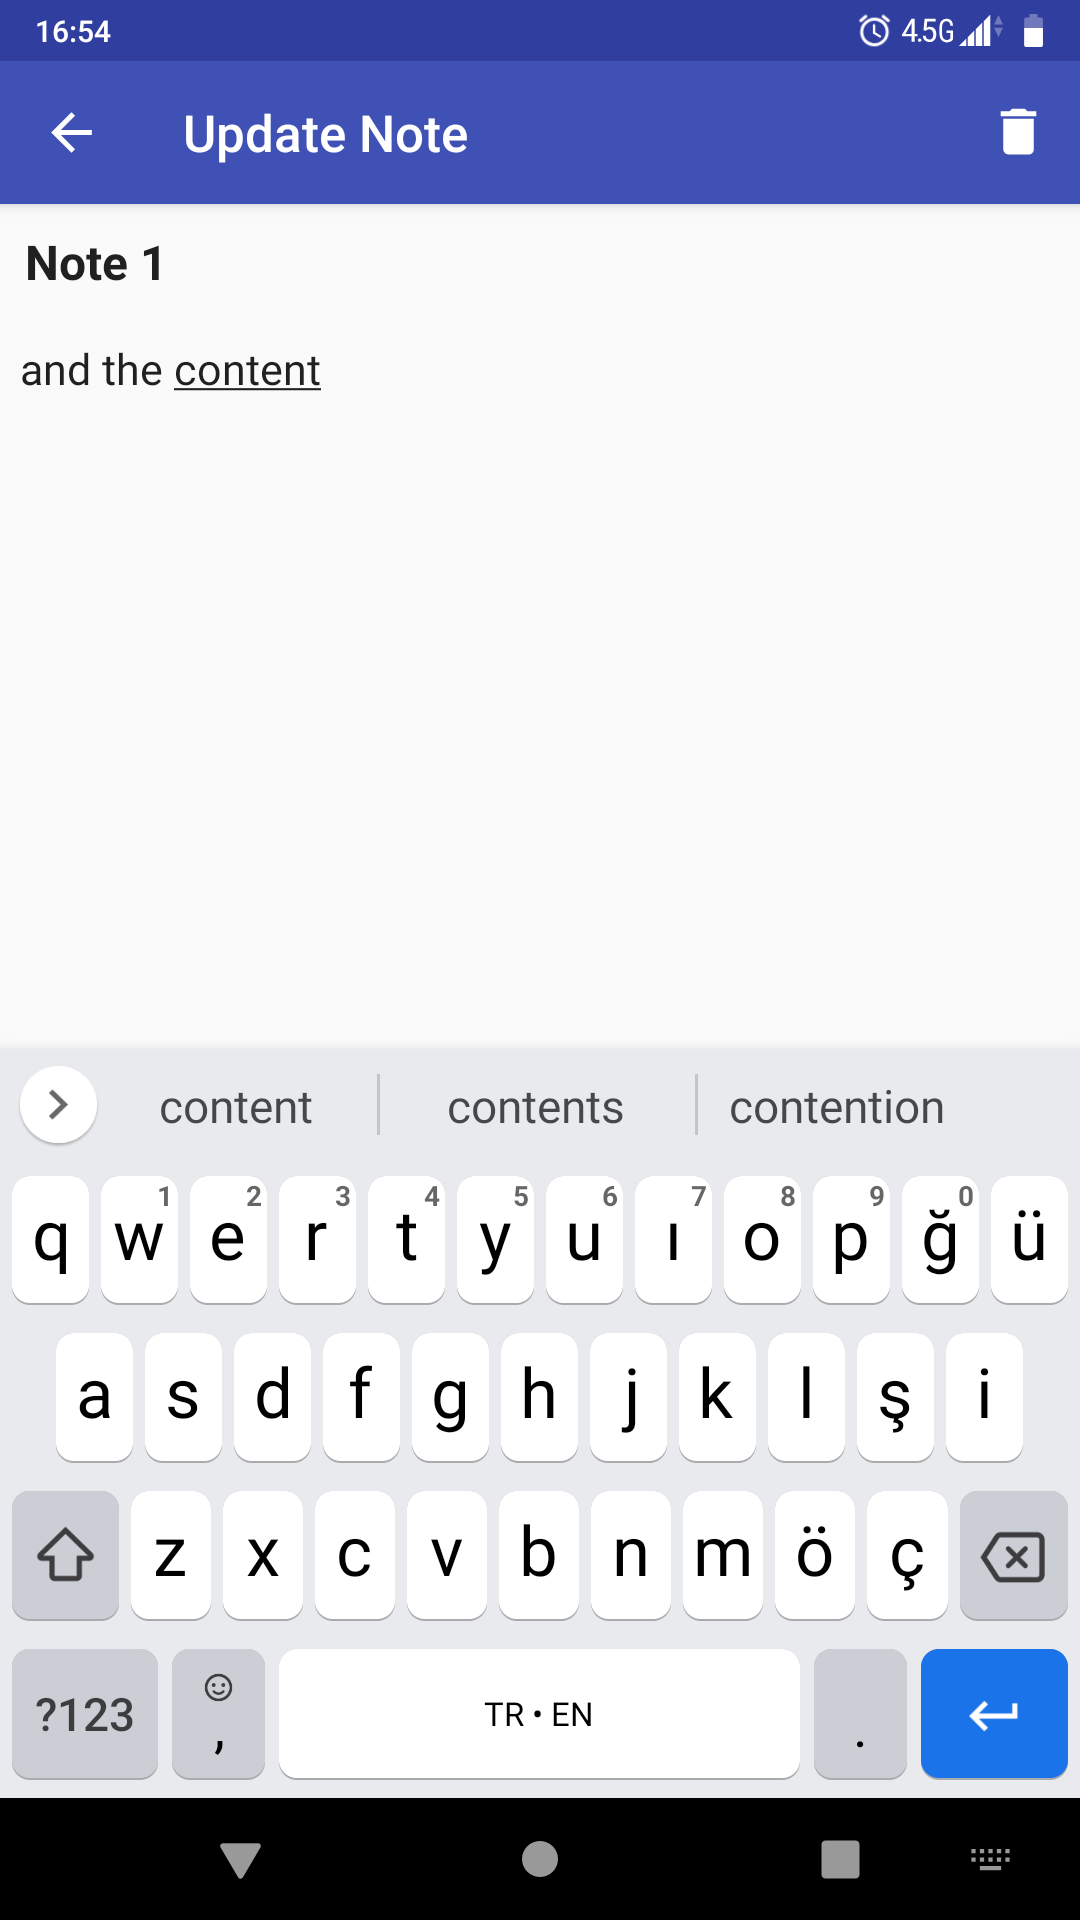 16:54 4.5G
Update Note
Note 1
and the content
content contents contention
q w 1 e 2 r 3 t 4 y 5 u 6 ı 7 o 8 p 9 ğ 0 ü
a s d f g h j k l ş i
z x c v b n m ö ç
?123 , TR • EN .